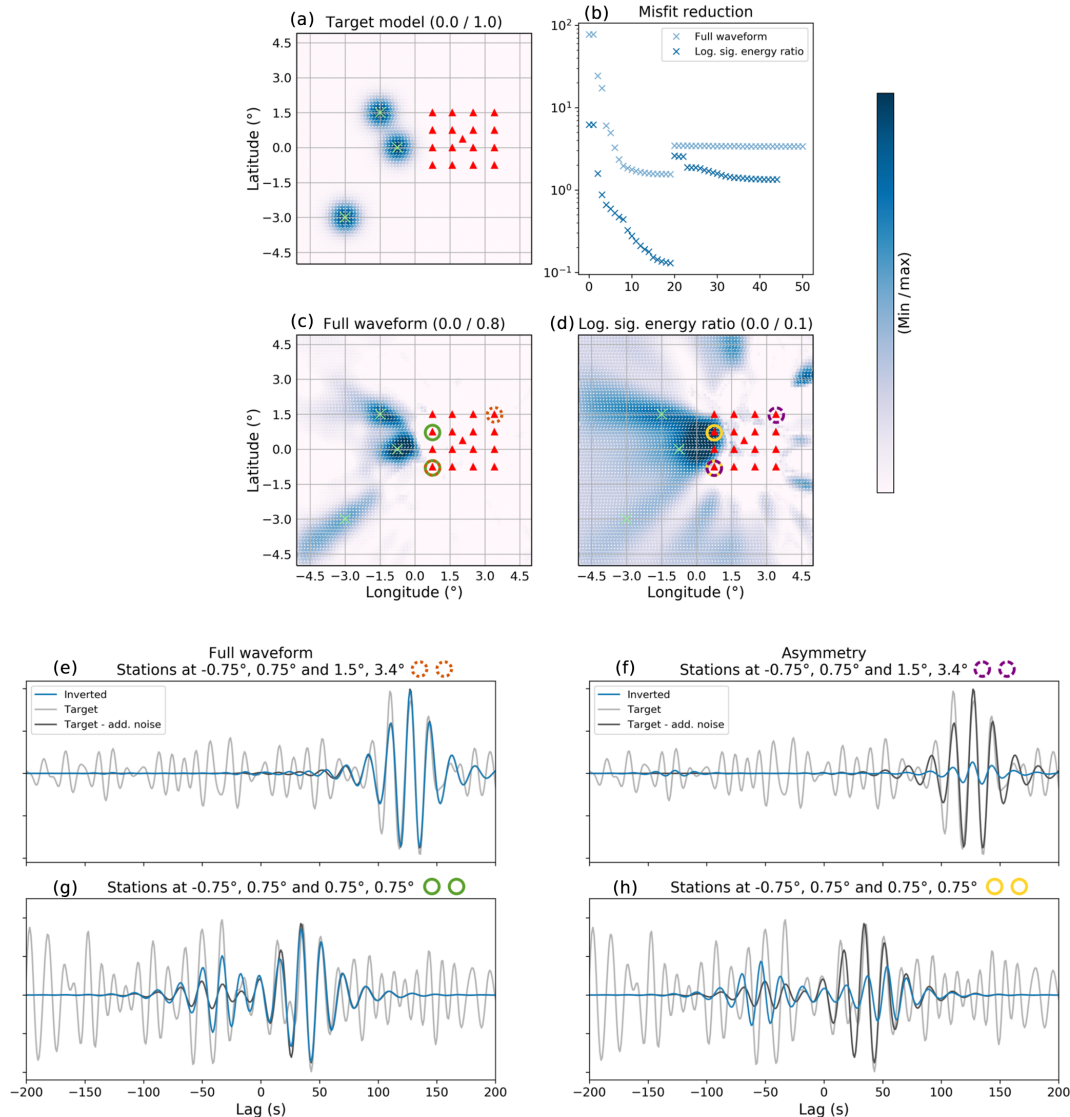 (a) Target model (0.0 / 1.0)
4.5
3.0
1.5
0.0
−1.5
−3.0
−4.5
Latitude (°)
(b) Misfit reduction
Full waveform
Log. sig. energy ratio
10²
10¹
10⁰
10⁻¹
0 10 20 30 40 50
(Min / max)
(c) Full waveform (0.0 / 0.8)
4.5
3.0
1.5
0.0
−1.5
−3.0
−4.5
Latitude (°)
−4.5 −3.0 −1.5 0.0 1.5 3.0 4.5
Longitude (°)
(d) Log. sig. energy ratio (0.0 / 0.1)
−4.5 −3.0 −1.5 0.0 1.5 3.0 4.5
Longitude (°)
Full waveform
(e) Stations at -0.75°, 0.75° and 1.5°, 3.4°
Inverted
Target
Target - add. noise
Asymmetry
(f) Stations at -0.75°, 0.75° and 1.5°, 3.4°
Inverted
Target
Target - add. noise
(g) Stations at -0.75°, 0.75° and 0.75°, 0.75°
−200 −150 −100 −50 0 50 100 150 200
Lag (s)
(h) Stations at -0.75°, 0.75° and 0.75°, 0.75°
−200 −150 −100 −50 0 50 100 150 200
Lag (s)